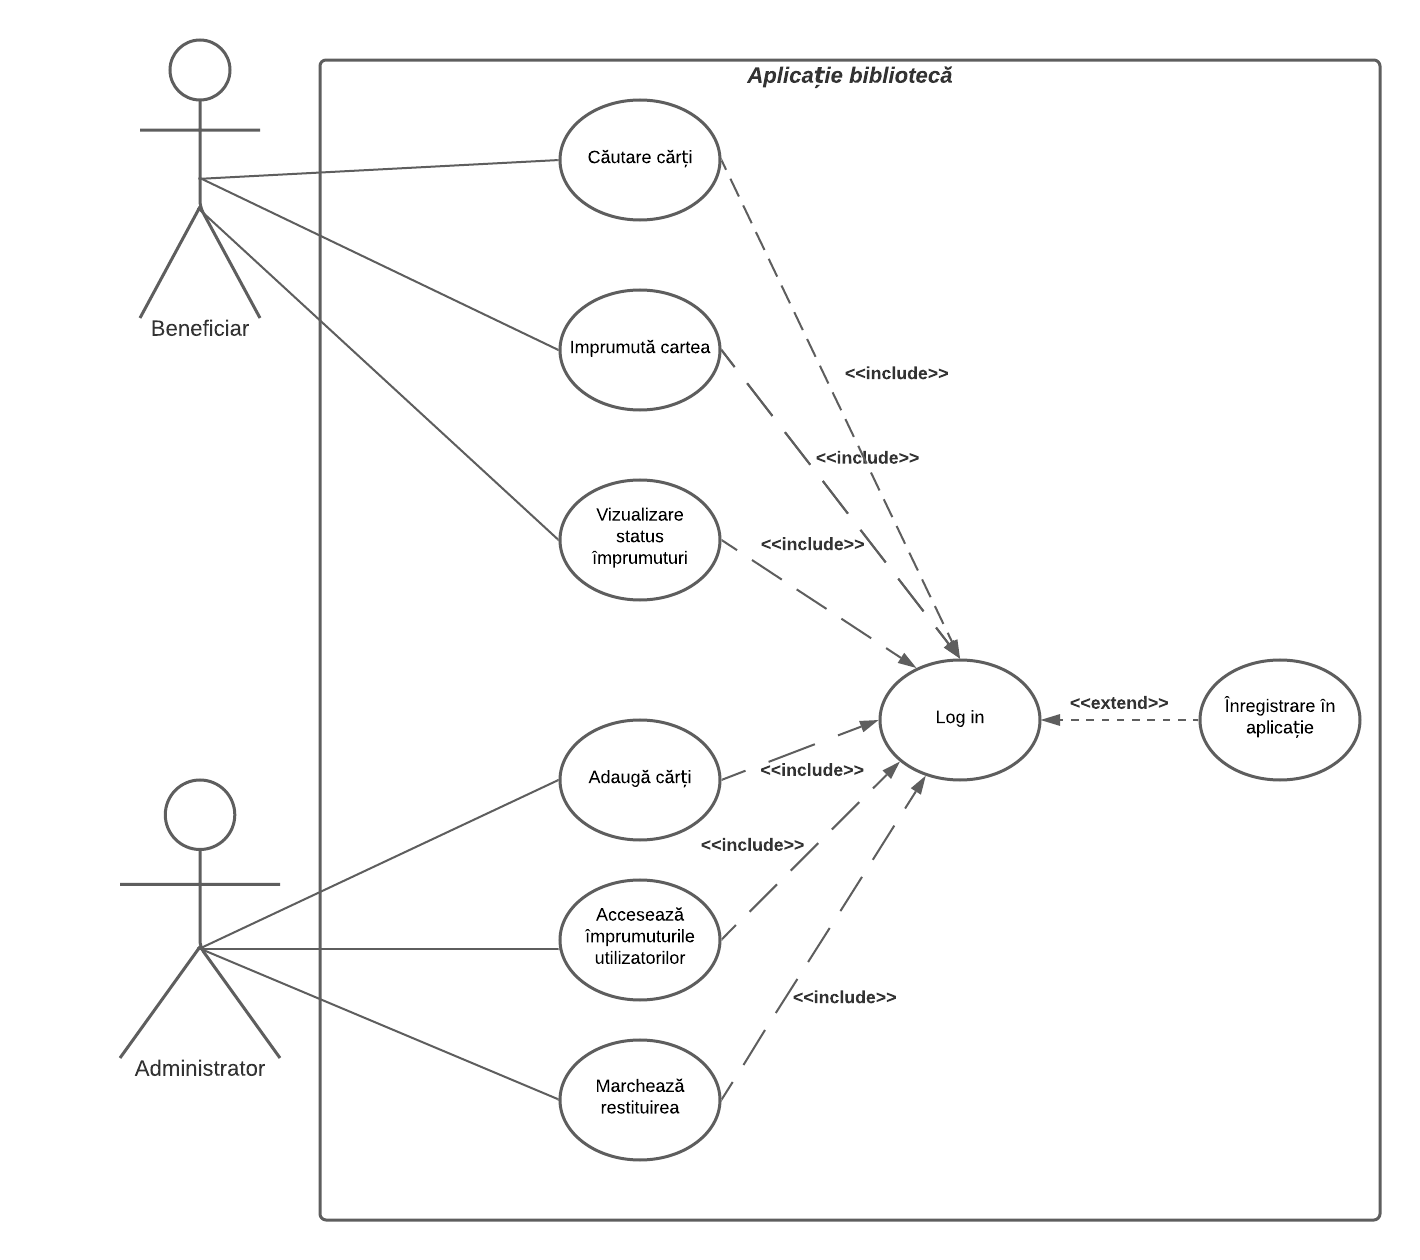 Aplicație bibliotecă
Căutare cărți
Beneficiar
Imprumută cartea
<<include>>
<<include>>
Vizualizare
status
împrumuturi
<<include>>
Log in
<<extend>>
Înregistrare în
aplicație
Adaugă cărți
<<include>>
<<include>>
Accesează
împrumuturile
utilizatorilor
<<include>>
Administrator
Marchează
restituirea